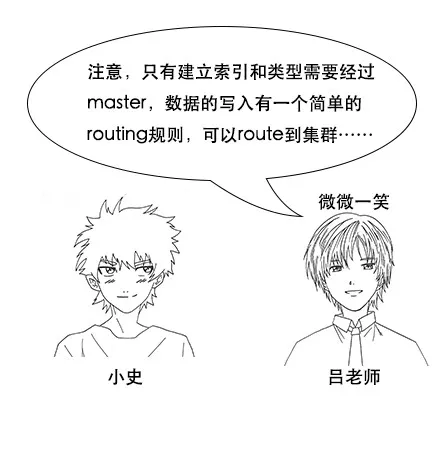 注意，只有建立索引和类型需要经过
master，数据的写入有一个简单的
routing规则，可以route到集群……
微微一笑
小史
吕老师